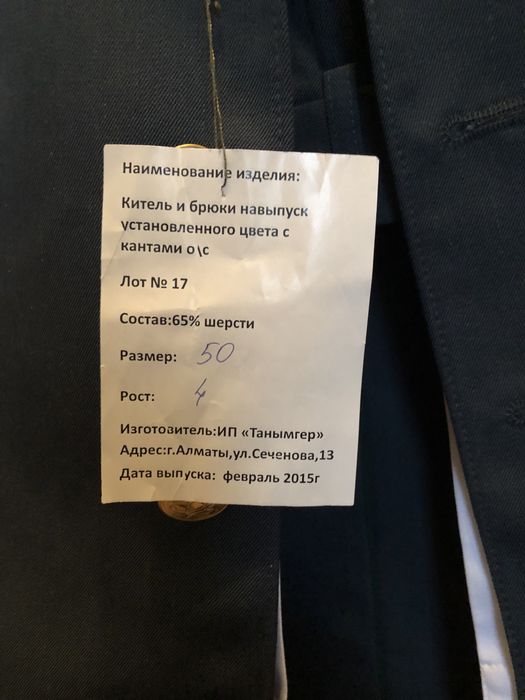 Наименование изделия:
Китель и брюки навыпуск
установленного цвета с
кантами о\с
Лот № 17
Состав:65% шерсти
Размер: 50
Рост: 4
Изготовитель:ИП «Танымгер»
Адрес:г.Алматы,ул.Сеченова,13
Дата выпуска: февраль 2015г